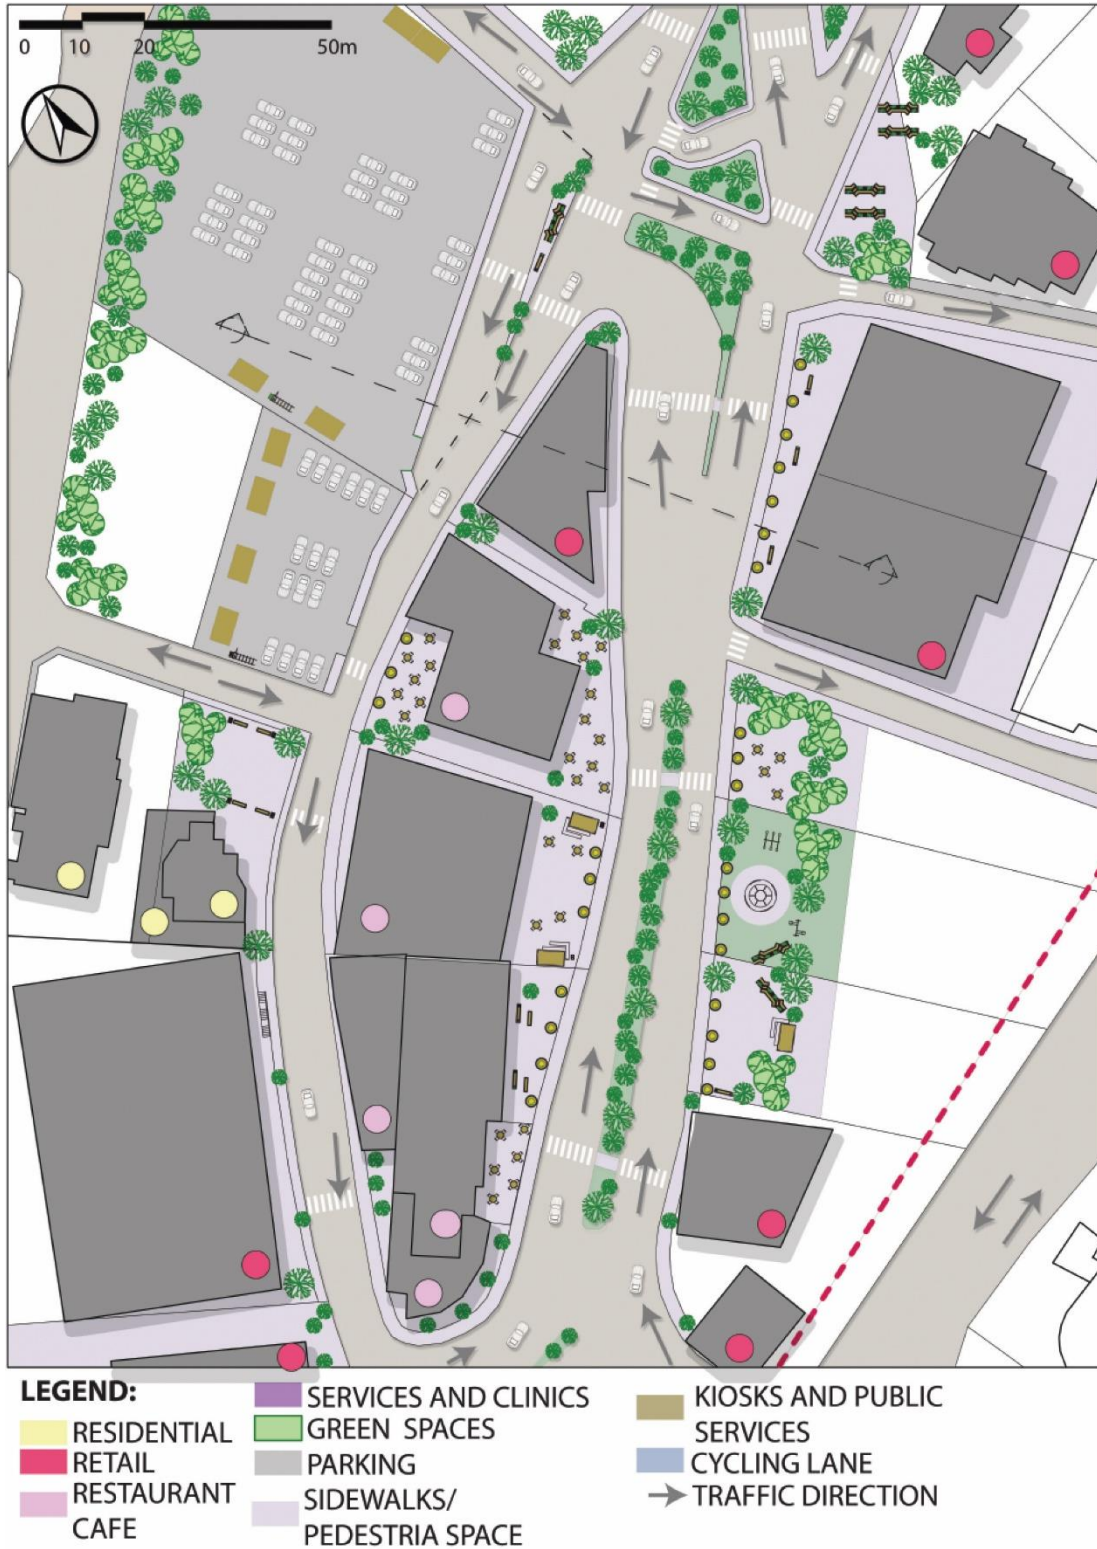 0 10 20 50m
LEGEND:
RESIDENTIAL
RETAIL
RESTAURANT
CAFE
SERVICES AND CLINICS
GREEN SPACES
PARKING
SIDEWALKS/
PEDESTRIA SPACE
KIOSKS AND PUBLIC
SERVICES
CYCLING LANE
TRAFFIC DIRECTION